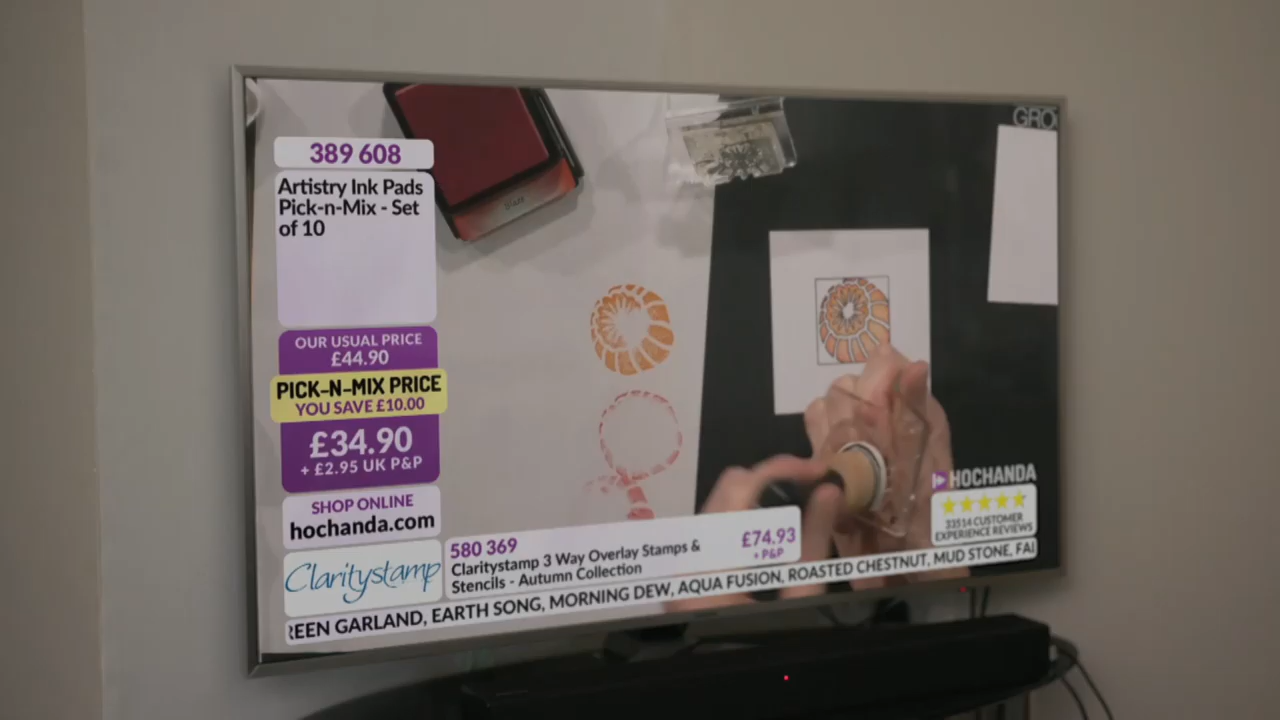 389 608
Artistry Ink Pads
Pick-n-Mix - Set
of 10
OUR USUAL PRICE
£44.90
PICK-N-MIX PRICE
YOU SAVE £10.00
£34.90
+ £2.95 UK P&P
SHOP ONLINE
hochanda.com
Claritystamp
580 369
Claritystamp 3 Way Overlay Stamps &
Stencils - Autumn Collection
£74.93
+ P&P
GRO
HOCHANDA
33514 CUSTOMER
EXPERIENCE REVIEWS
REEN GARLAND, EARTH SONG, MORNING DEW, AQUA FUSION, ROASTED CHESTNUT, MUD STONE, FAL